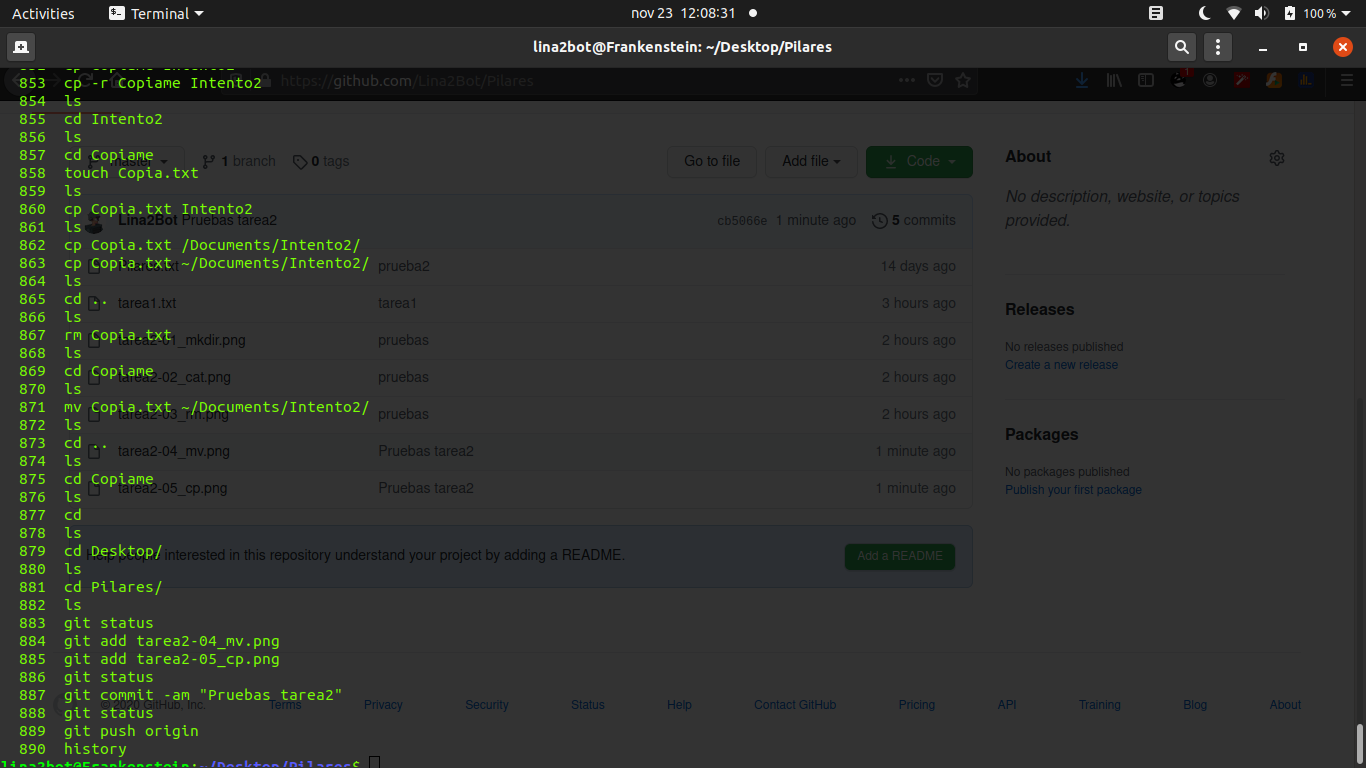 Activities
Terminal
nov 23 12:08:31
100 %
lina2bot@Frankenstein: ~/Desktop/Pilares
https://github.com/Lina2Bot/Pilares
1
853 cp -r Copiame Intento2
854 ls
855 cd Intento2
856 ls
857 cd Copiame
858 touch Copia.txt
859 ls
860 cp Copia.txt Intento2
861 ls
862 cp Copia.txt /Documents/Intento2/
863 cp Copia.txt ~/Documents/Intento2/
864 ls
865 cd ..
866 ls
867 rm Copia.txt
868 ls
869 cd Copiame
870 ls
871 mv Copia.txt ~/Documents/Intento2/
872 ls
873 cd ..
874 ls
875 cd Copiame
876 ls
877 cd
878 ls
879 cd Desktop/
880 ls
881 cd Pilares/
882 ls
883 git status
884 git add tarea2-04_mv.png
885 git add tarea2-05_cp.png
886 git status
887 git commit -am "Pruebas tarea2"
888 git status
889 git push origin
890 history
lina2bot@Frankenstein:~/Desktop/Pilares$
master
1 branch
0 tags
Go to file
Add file
Code
Lina2Bot Pruebas tarea2
cb5066e 1 minute ago
5 commits
prueba2
14 days ago
tarea1.txt
tarea1
3 hours ago
tarea2-01_mkdir.png
pruebas
2 hours ago
tarea2-02_cat.png
pruebas
2 hours ago
tarea2-03_rm.png
pruebas
2 hours ago
tarea2-04_mv.png
Pruebas tarea2
1 minute ago
tarea2-05_cp.png
Pruebas tarea2
1 minute ago
interested in this repository understand your project by adding a README.
Add a README
About
No description, website, or topics
provided.
Releases
No releases published
Create a new release
Packages
No packages published
Publish your first package
© 2020 GitHub, Inc.
Terms
Privacy
Security
Status
Help
Contact GitHub
Pricing
API
Training
Blog
About